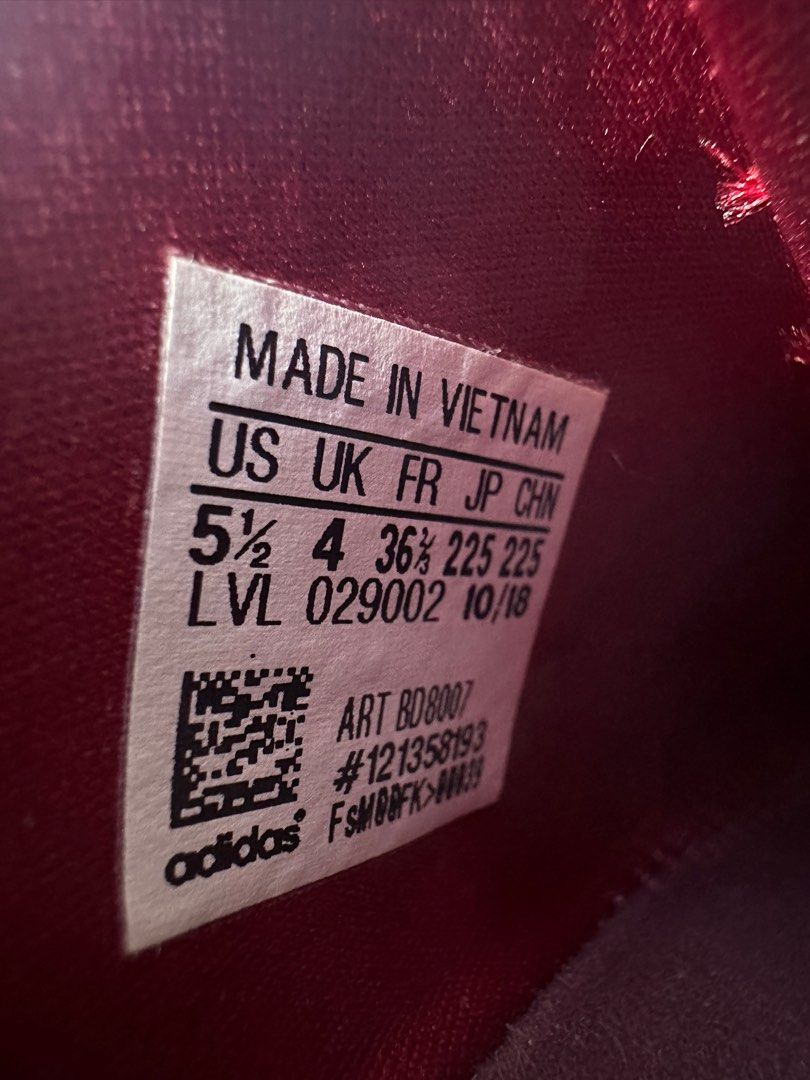 MADE IN VIETNAM
US UK FR JP CHN
5½ 4 36⅔ 225 225
LVL 029002 10/18
ART BD8007
#121358193
adidas